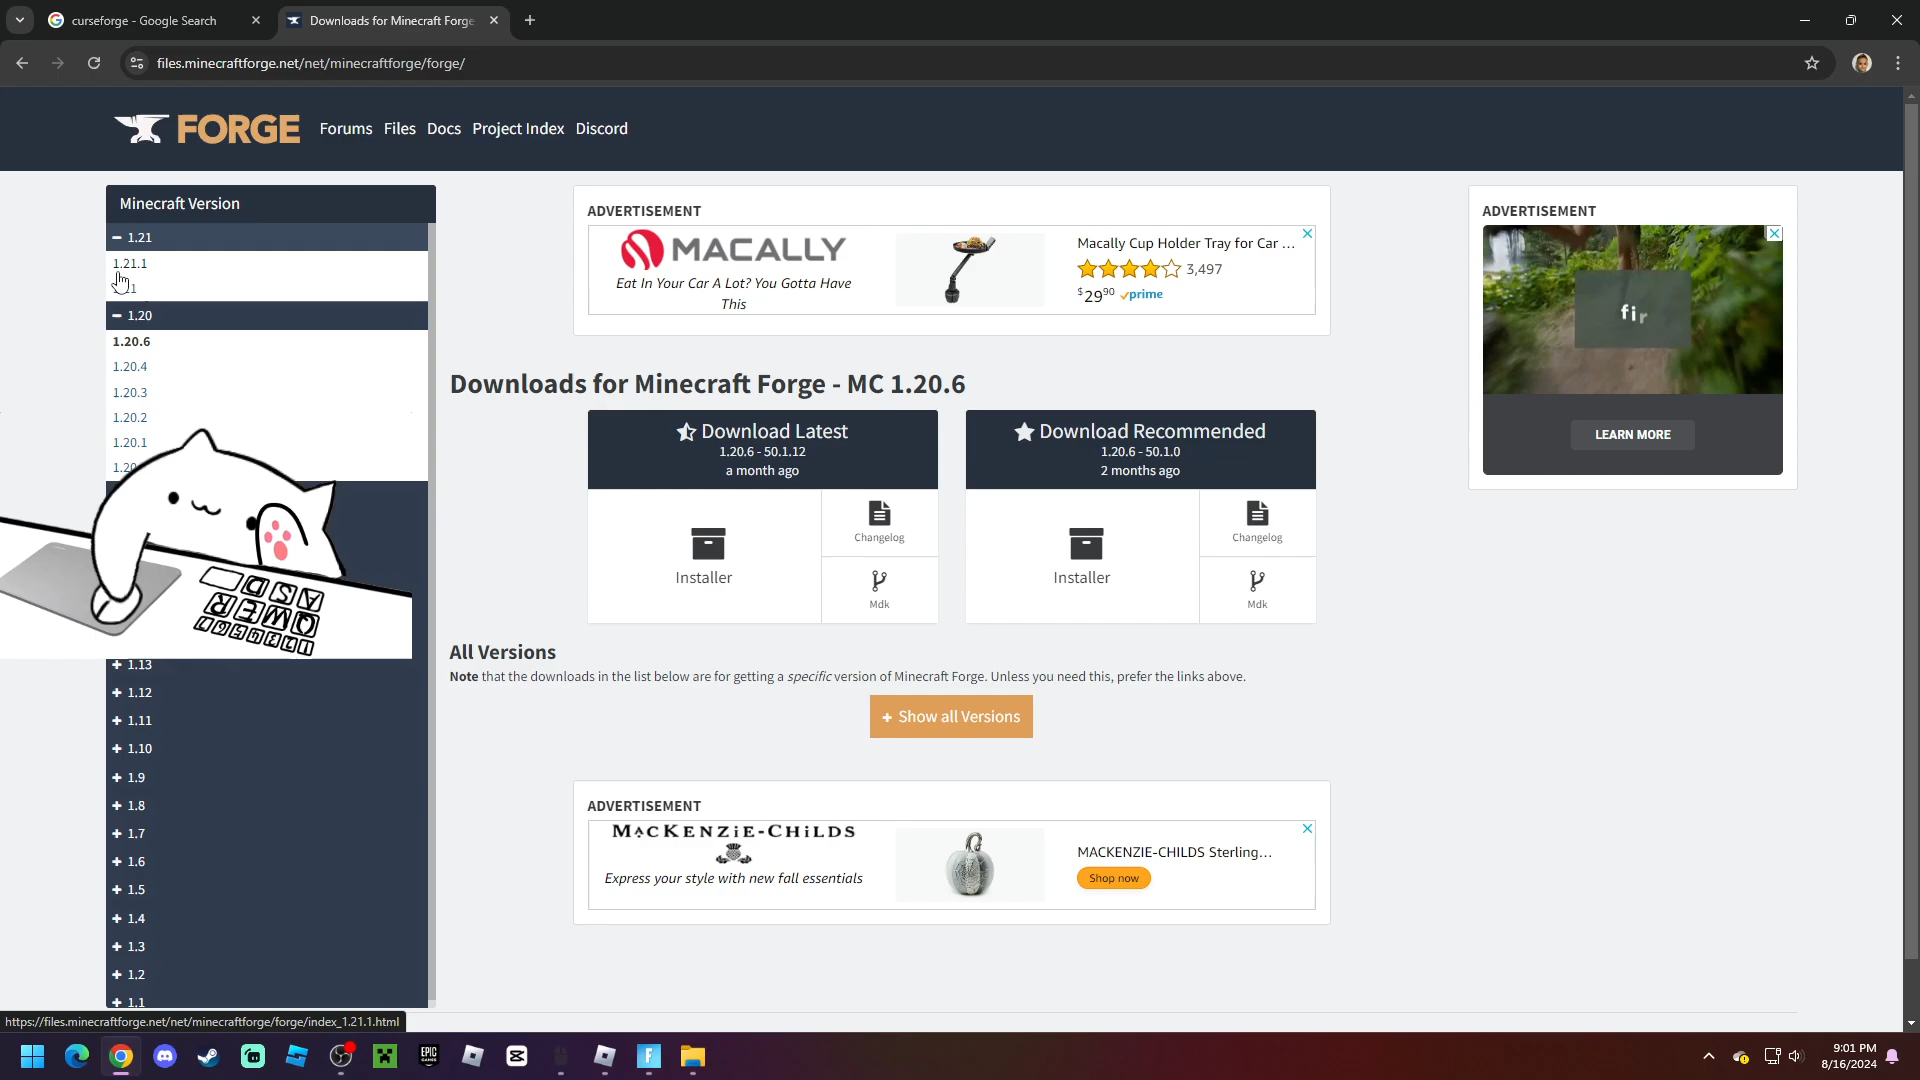 curseforge - Google Search
Downloads for Minecraft Forge
files.minecraftforge.net/net/minecraftforge/forge/
FORGE
Forums Files Docs Project Index Discord
Minecraft Version
1.21
1.21.1
1.20
1.20.6
1.20.4
1.20.3
1.20.2
1.20.1
1.13
1.12
1.11
1.10
1.9
1.8
1.7
1.6
1.5
1.4
1.3
1.2
1.1
ADVERTISEMENT
MACALLY
Eat In Your Car A Lot? You Gotta Have
This
Macally Cup Holder Tray for Car ...
3,497
$29⁹⁰ prime
Downloads for Minecraft Forge - MC 1.20.6
Download Latest
1.20.6 - 50.1.12
a month ago
Installer
Changelog
Mdk
Download Recommended
1.20.6 - 50.1.0
2 months ago
Installer
Changelog
Mdk
All Versions
Note that the downloads in the list below are for getting a specific version of Minecraft Forge. Unless you need this, prefer the links above.
+ Show all Versions
ADVERTISEMENT
MACKENZIE-CHILDS
Express your style with new fall essentials
MACKENZIE-CHILDS Sterling...
Shop now
ADVERTISEMENT
fir
LEARN MORE
https://files.minecraftforge.net/net/minecraftforge/forge/index_1.21.1.html
EPIC
GAMES
9:01 PM
8/16/2024